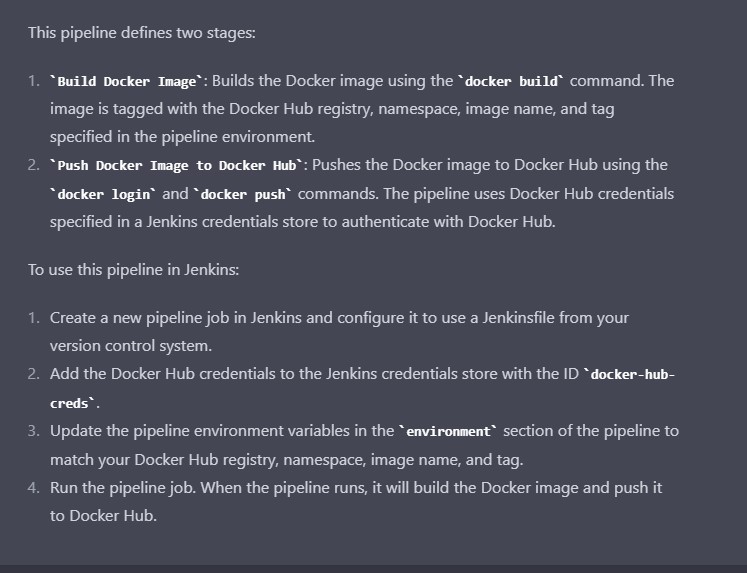 This pipeline defines two stages:
1. `Build Docker Image`: Builds the Docker image using the `docker build` command. The
image is tagged with the Docker Hub registry, namespace, image name, and tag
specified in the pipeline environment.
2. `Push Docker Image to Docker Hub`: Pushes the Docker image to Docker Hub using the
`docker login` and `docker push` commands. The pipeline uses Docker Hub credentials
specified in a Jenkins credentials store to authenticate with Docker Hub.
To use this pipeline in Jenkins:
1. Create a new pipeline job in Jenkins and configure it to use a Jenkinsfile from your
version control system.
2. Add the Docker Hub credentials to the Jenkins credentials store with the ID `docker-hub-
creds`.
3. Update the pipeline environment variables in the `environment` section of the pipeline to
match your Docker Hub registry, namespace, image name, and tag.
4. Run the pipeline job. When the pipeline runs, it will build the Docker image and push it
to Docker Hub.